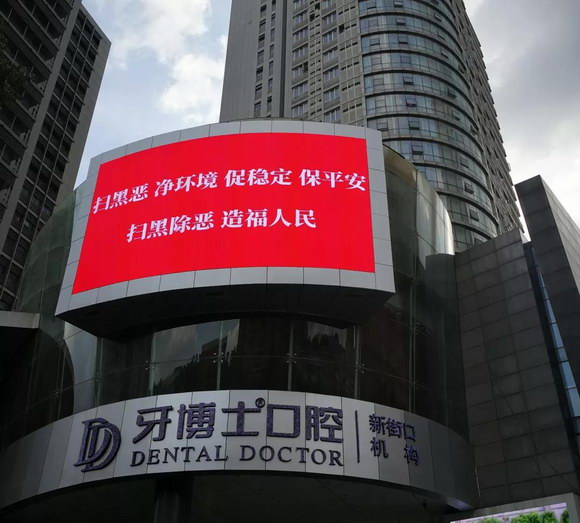 扫黑恶 净环境 促稳定 保平安
扫黑除恶 造福人民
牙博士®口腔
DENTAL DOCTOR
新街口
机构